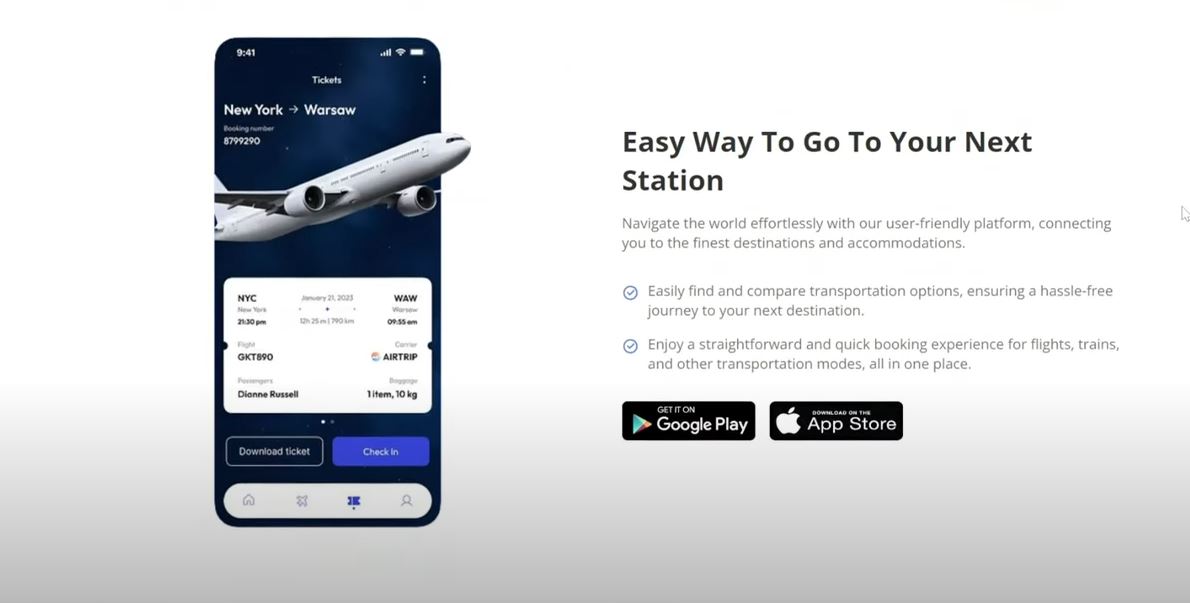 9:41
Tickets
New York → Warsaw
Booking number
8799290
NYC
January 21, 2023
WAW
New York
Warsaw
21:30 pm
12h 25 m | 790 km
09:55 am
Flight
Carrier
GKT890
AIRTRIP
Passengers
Baggage
Dianne Russell
1 item, 10 kg
Download ticket
Check In
Easy Way To Go To Your Next
Station
Navigate the world effortlessly with our user-friendly platform, connecting
you to the finest destinations and accommodations.
Easily find and compare transportation options, ensuring a hassle-free
journey to your next destination.
Enjoy a straightforward and quick booking experience for flights, trains,
and other transportation modes, all in one place.
GET IT ON
Google Play
DOWNLOAD ON THE
App Store